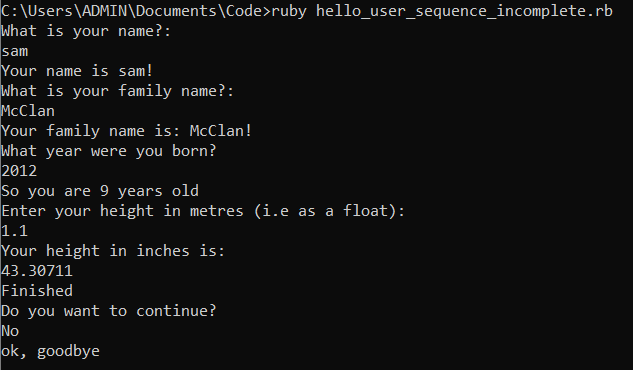 C:\Users\ADMIN\Documents\Code>ruby hello_user_sequence_incomplete.rb
What is your name?:
sam
Your name is sam!
What is your family name?:
McClan
Your family name is: McClan!
What year were you born?
2012
So you are 9 years old
Enter your height in metres (i.e as a float):
1.1
Your height in inches is:
43.30711
Finished
Do you want to continue?
No
ok, goodbye